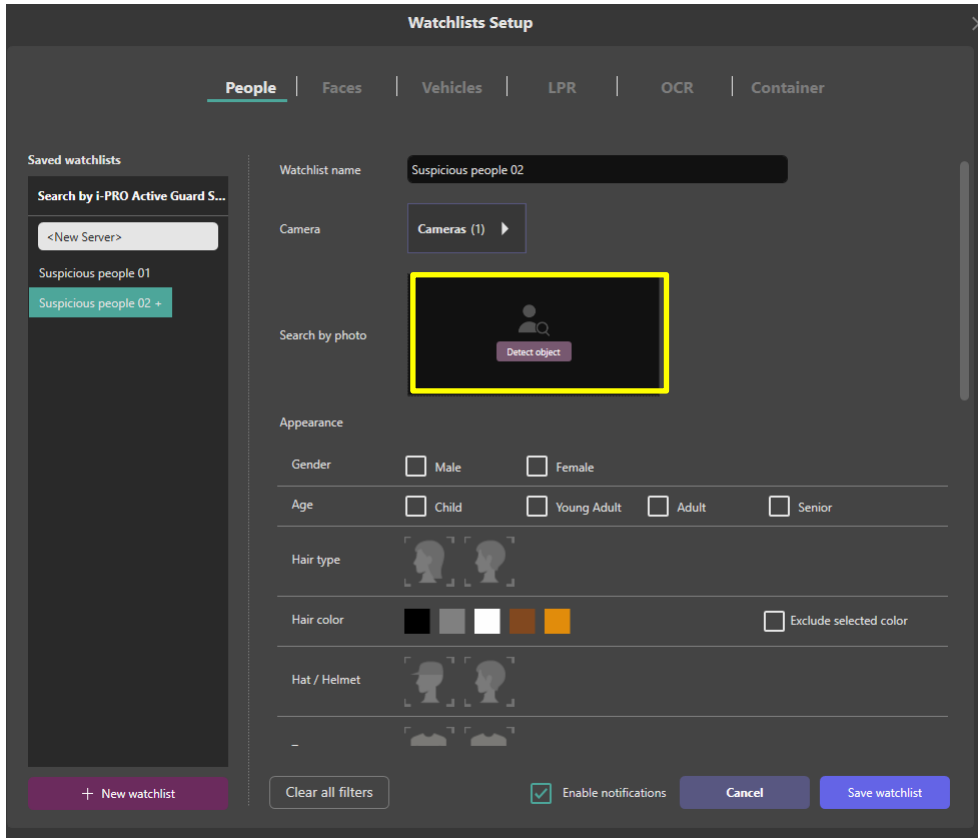 Watchlists Setup
People Faces Vehicles LPR OCR Container
Saved watchlists
Search by i-PRO Active Guard S...
<New Server>
Suspicious people 01
Suspicious people 02 +
+ New watchlist
Watchlist name Suspicious people 02
Camera Cameras (1)
Search by photo Detect object
Appearance
Gender Male Female
Age Child Young Adult Adult Senior
Hair type
Hair color Exclude selected color
Hat / Helmet
Clear all filters Enable notifications Cancel Save watchlist